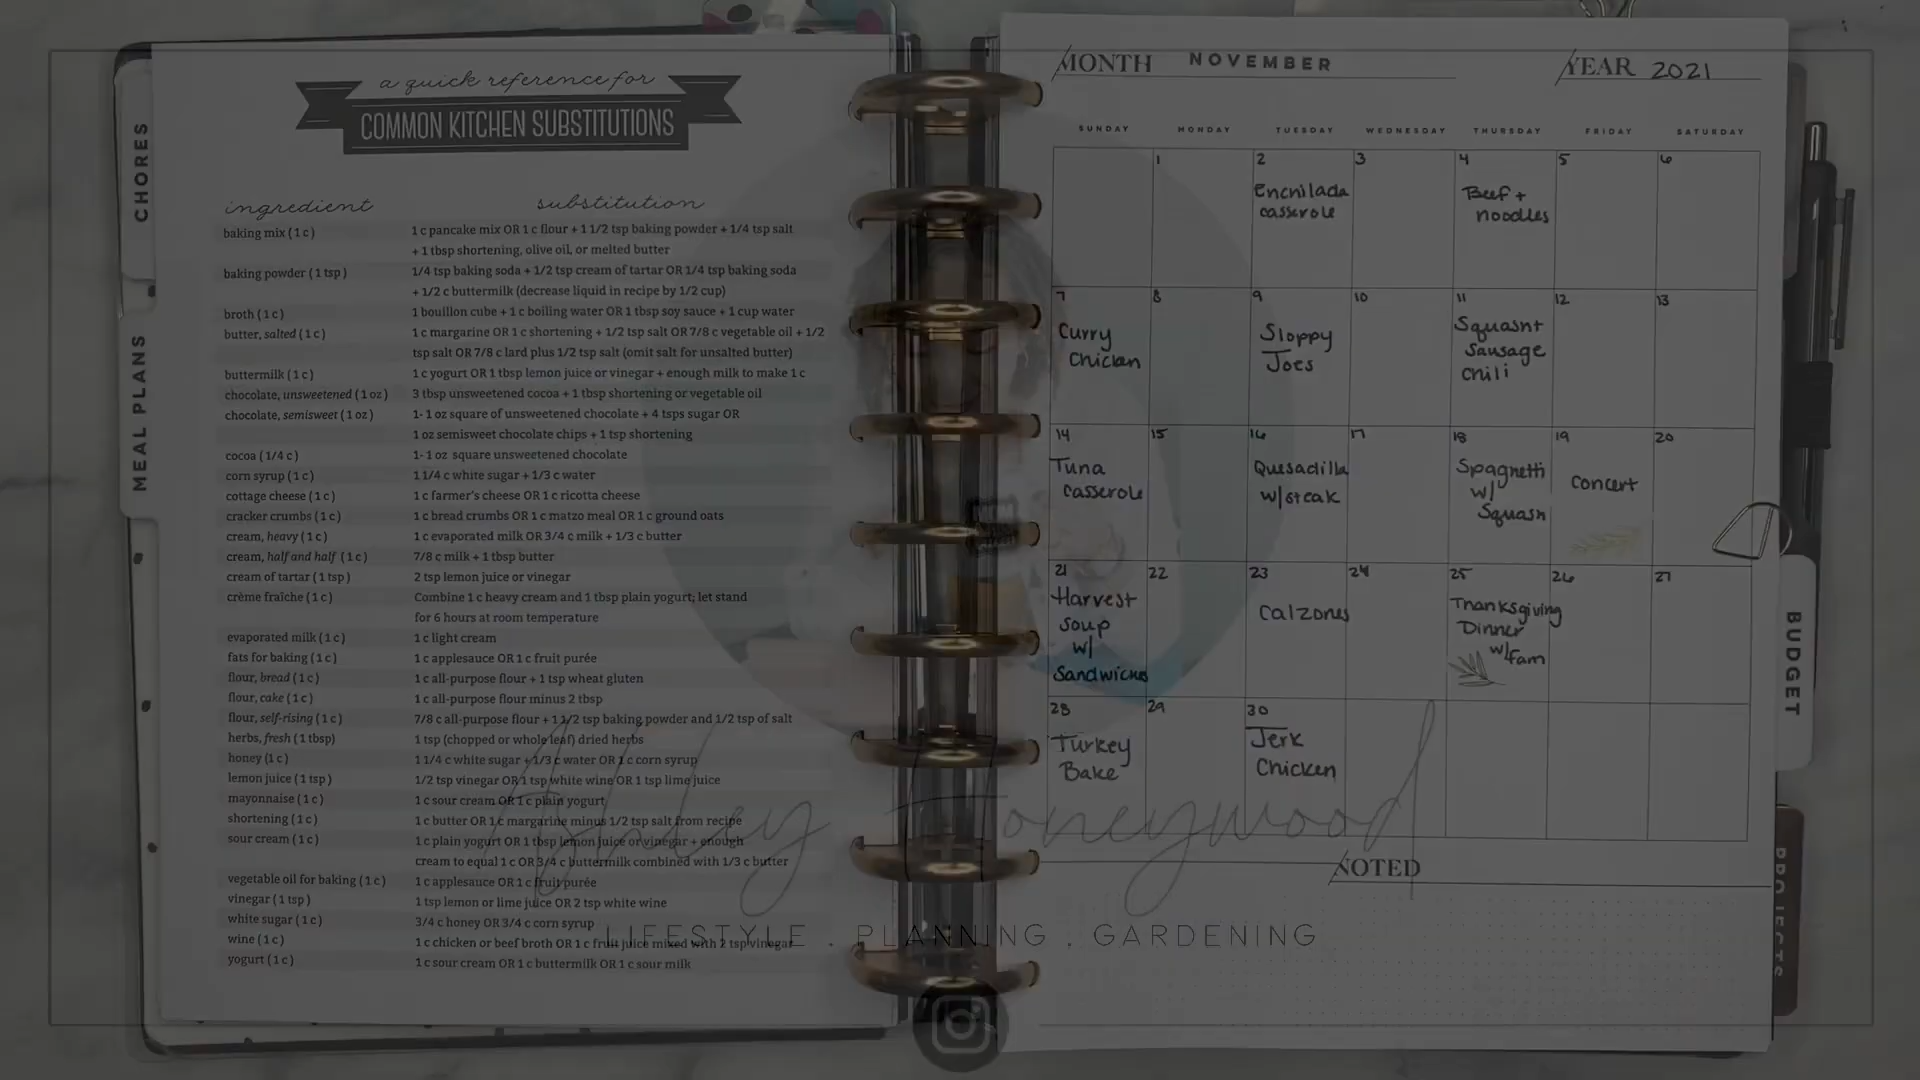 CHORES
MEAL PLANS
a quick reference for
COMMON KITCHEN SUBSTITUTIONS
ingredient substitution
baking mix (1 c) 1 c pancake mix OR 1 c flour + 1 1/2 tsp baking powder + 1/4 tsp salt
+ 1 tbsp shortening, olive oil, or melted butter
baking powder (1 tsp) 1/4 tsp baking soda + 1/2 tsp cream of tartar OR 1/4 tsp baking soda
+ 1/2 c buttermilk (decrease liquid in recipe by 1/2 cup)
broth (1 c) 1 bouillon cube + 1 c boiling water OR 1 tbsp soy sauce + 1 cup water
butter, salted (1 c) 1 c margarine OR 1 c shortening + 1/2 tsp salt OR 7/8 c vegetable oil + 1/2
tsp salt OR 7/8 c lard plus 1/2 tsp salt (omit salt for unsalted butter)
buttermilk (1 c) 1 c yogurt OR 1 tbsp lemon juice or vinegar + enough milk to make 1 c
chocolate, unsweetened (1 oz) 3 tbsp unsweetened cocoa + 1 tbsp shortening or vegetable oil
chocolate, semisweet (1 oz) 1- 1 oz square of unsweetened chocolate + 4 tsps sugar OR
1 oz semisweet chocolate chips + 1 tsp shortening
cocoa (1/4 c) 1- 1 oz square unsweetened chocolate
corn syrup (1 c) 1 1/4 c white sugar + 1/3 c water
cottage cheese (1 c) 1 c farmer's cheese OR 1 c ricotta cheese
cracker crumbs (1 c) 1 c bread crumbs OR 1 c matzo meal OR 1 c ground oats
cream, heavy (1 c) 1 c evaporated milk OR 3/4 c milk + 1/3 c butter
cream, half and half (1 c) 7/8 c milk + 1 tbsp butter
cream of tartar (1 tsp) 2 tsp lemon juice or vinegar
crème fraîche (1 c) Combine 1 c heavy cream and 1 tbsp plain yogurt; let stand
for 6 hours at room temperature
evaporated milk (1 c) 1 c light cream
fats for baking (1 c) 1 c applesauce OR 1 c fruit purée
flour, bread (1 c) 1 c all-purpose flour + 1 tsp wheat gluten
flour, cake (1 c) 1 c all-purpose flour minus 2 tbsp
flour, self-rising (1 c) 7/8 c all-purpose flour + 1 1/2 tsp baking powder and 1/2 tsp of salt
herbs, fresh (1 tbsp) 1 tsp (chopped or whole leaf) dried herbs
honey (1 c) 1 1/4 c white sugar + 1/3 c water OR 1 c corn syrup
lemon juice (1 tsp) 1/2 tsp vinegar OR 1 tsp white wine OR 1 tsp lime juice
mayonnaise (1 c) 1 c sour cream OR 1 c plain yogurt
shortening (1 c) 1 c butter OR 1 c margarine minus 1/2 tsp salt from recipe
sour cream (1 c) 1 c plain yogurt OR 1 tbsp lemon juice or vinegar + enough
cream to equal 1 c OR 3/4 c buttermilk combined with 1/3 c butter
vegetable oil for baking (1 c) 1 c applesauce OR 1 c fruit purée
vinegar (1 tsp) 1 tsp lemon or lime juice OR 2 tsp white wine
white sugar (1 c) 3/4 c honey OR 3/4 c corn syrup
wine (1 c) 1 c chicken or beef broth OR 1 c fruit juice mixed with 2 tsp vinegar
yogurt (1 c) 1 c sour cream OR 1 c buttermilk OR 1 c sour milk
MONTH NOVEMBER YEAR 2021
SUNDAY MONDAY TUESDAY WEDNESDAY THURSDAY FRIDAY SATURDAY
1 2 3 4 5 6
Enchilada Beef +
casserole noodles
7 8 9 10 11 12 13
Curry Sloppy Squash +
Chicken Joes Sausage
Chili
14 15 16 17 18 19 20
Tuna Quesadilla Spaghetti Concert
casserole w/steak w/
Squash
21 22 23 24 25 26 27
Harvest Calzones Thanksgiving
Soup Dinner
w/ w/Fam
Sandwiches
28 29 30
Turkey Jerk
Bake Chicken
NOTED
BUDGET
PROJECTS
Ashley Honeywood
LIFESTYLE . PLANNING . GARDENING